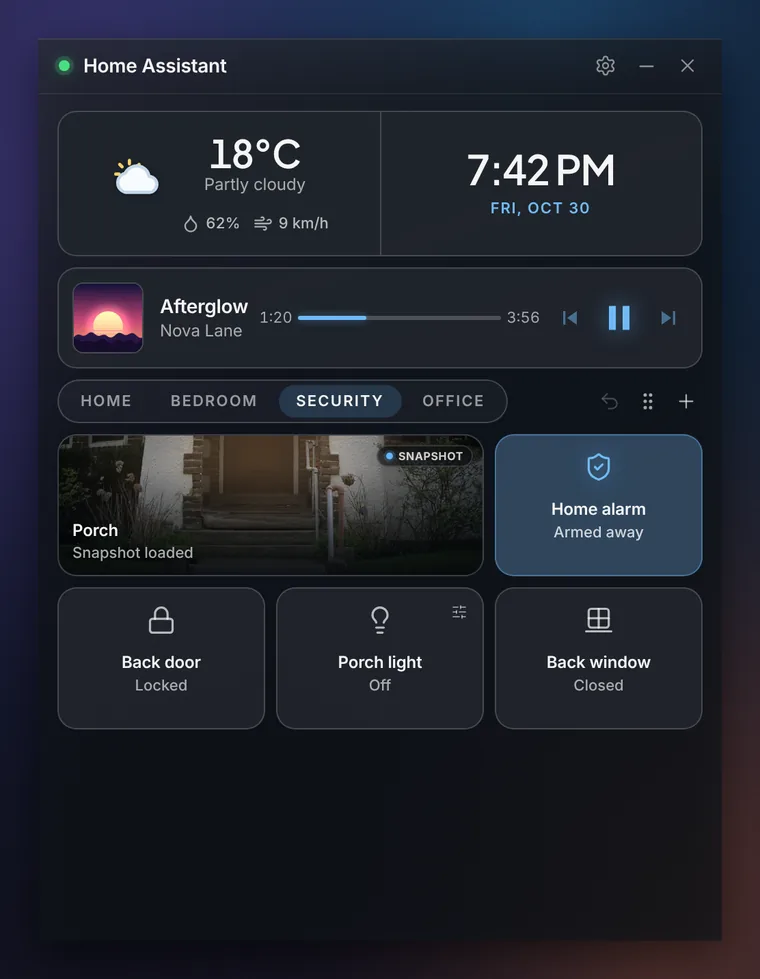 Home Assistant
18°C
Partly cloudy
62% 9 km/h
7:42 PM
FRI, OCT 30
Afterglow
Nova Lane
1:20 3:56
HOME BEDROOM SECURITY OFFICE
SNAPSHOT
Porch
Snapshot loaded
Home alarm
Armed away
Back door
Locked
Porch light
Off
Back window
Closed